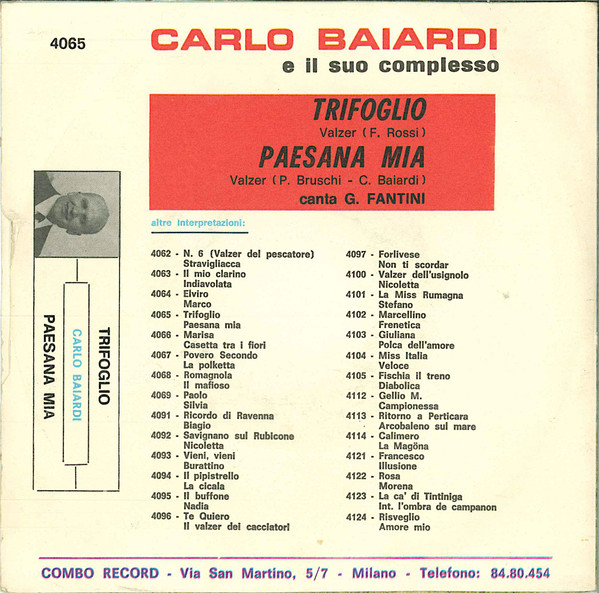 4065
CARLO BAIARDI
e il suo complesso
TRIFOGLIO
Valzer (F. Rossi)
PAESANA MIA
Valzer (P. Bruschi - C. Baiardi)
canta G. FANTINI
altre interpretazioni:
4062 - N. 6 (Valzer del pescatore)
Stravigliacca
4063 - Il mio clarino
Indiavolata
4064 - Elviro
Marco
4065 - Trifoglio
Paesana mia
4066 - Marisa
Casetta tra i fiori
4067 - Povero Secondo
La polketta
4068 - Romagnola
Il mafioso
4069 - Paolo
Silvia
4091 - Ricordo di Ravenna
Biagio
4092 - Savignano sul Rubicone
Nicoletta
4093 - Vieni, vieni
Burattino
4094 - Il pipistrello
La cicala
4095 - Il buffone
Nadia
4096 - Te Quiero
Il valzer dei cacciatori
4097 - Forlivese
Non ti scordar
4100 - Valzer dell'usignolo
Nicoletta
4101 - La Miss Rumagna
Stefano
4102 - Marcellino
Frenetica
4103 - Giuliana
Polca dell'amore
4104 - Miss Italia
Veloce
4105 - Fischia il treno
Diabolica
4112 - Gellio M.
Campionessa
4113 - Ritorno a Perticara
Arcobaleno sul mare
4114 - Calimero
La Magöna
4121 - Francesco
Illusione
4122 - Rosa
Morena
4123 - La ca' di Tintiniga
Int. l'ombra de campanon
4124 - Risveglio
Amore mio
TRIFOGLIO
CARLO BAIARDI
PAESANA MIA
COMBO RECORD - Via San Martino, 5/7 - Milano - Telefono: 84.80.454